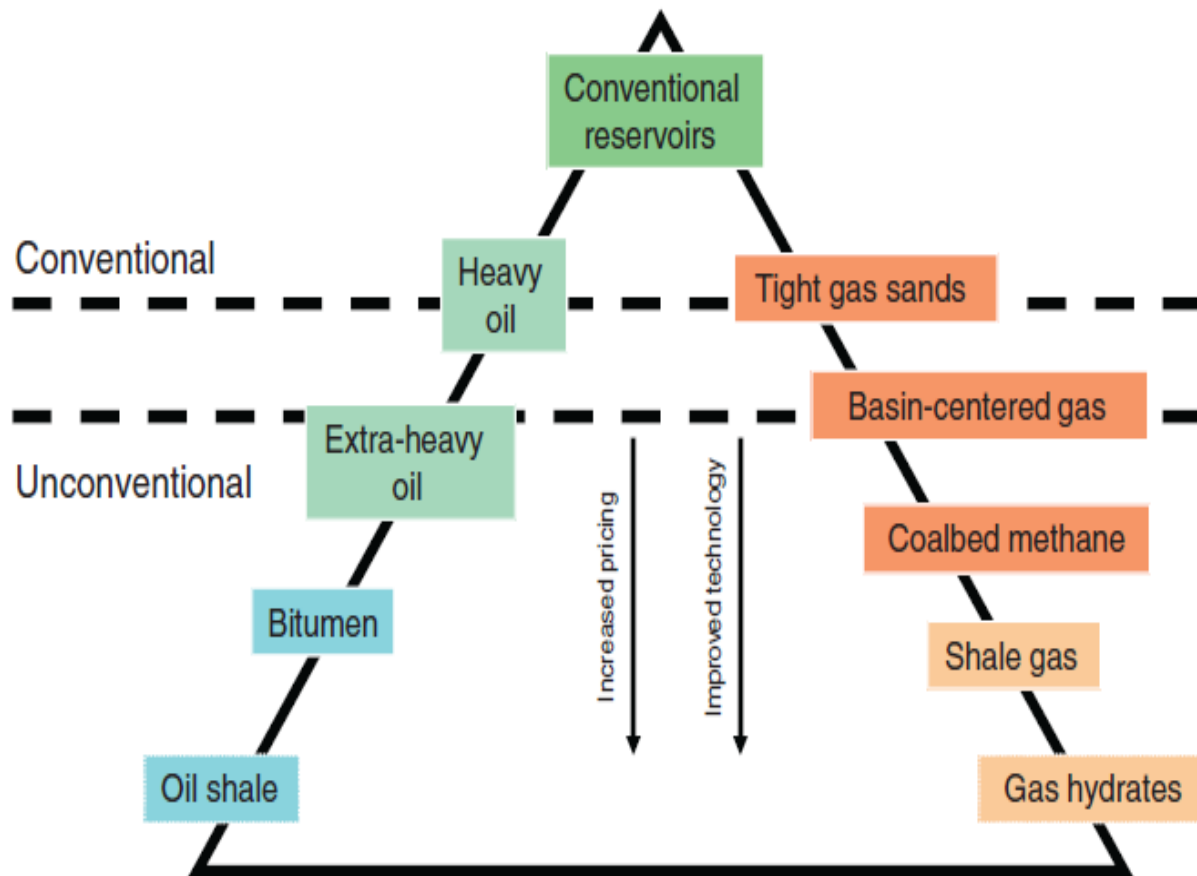 Conventional
reservoirs
Conventional
Heavy
oil
Tight gas sands
Basin-centered gas
Extra-heavy
oil
Unconventional
Increased pricing
Improved technology
Coalbed methane
Bitumen
Shale gas
Oil shale
Gas hydrates